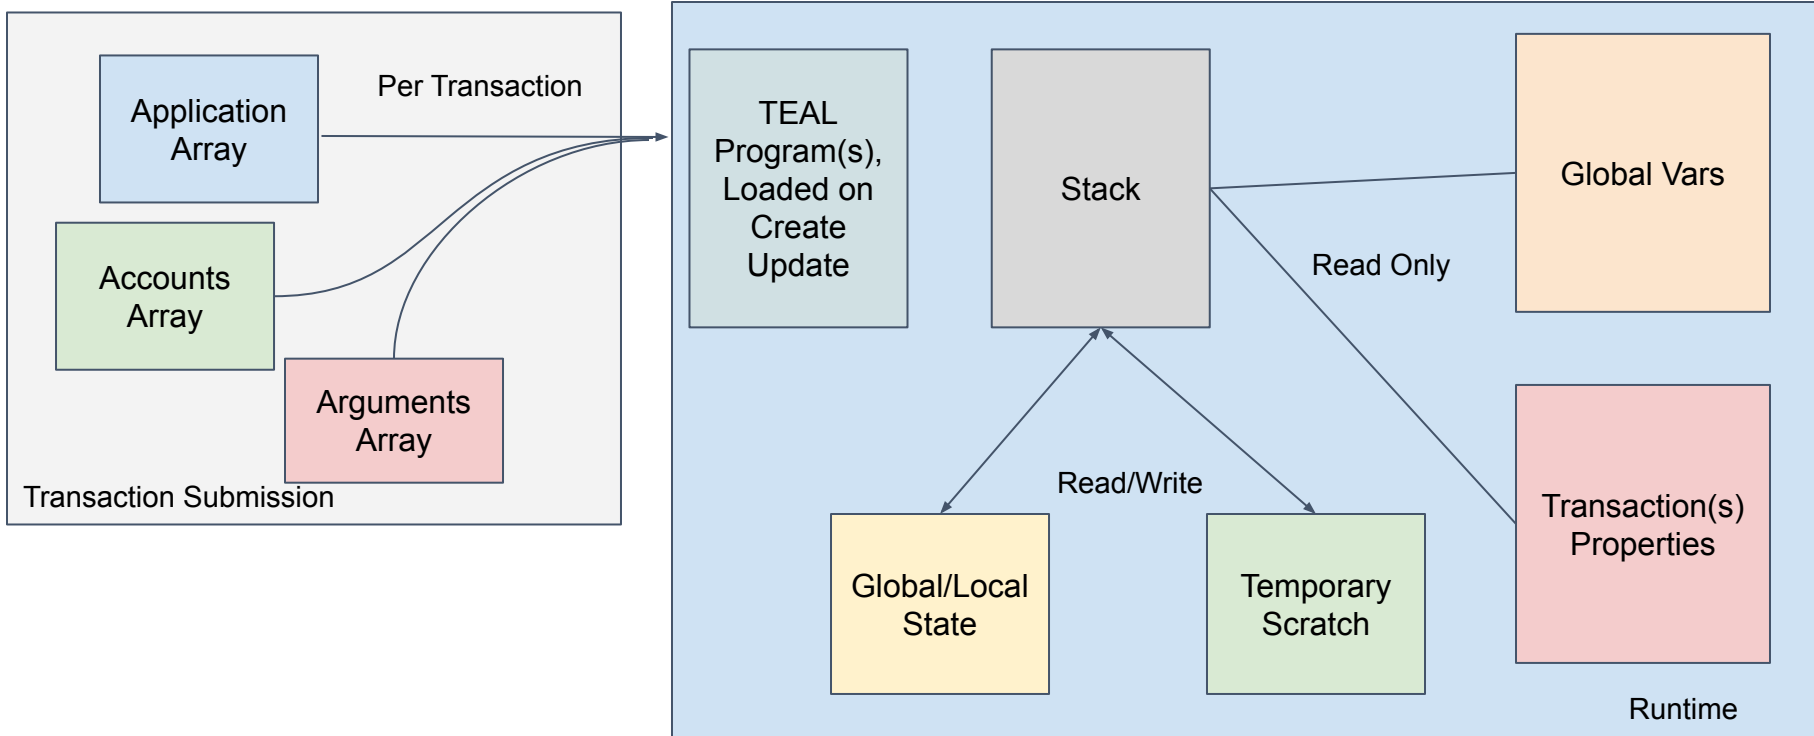 Application
Array
Per Transaction
Accounts
Array
Arguments
Array
Transaction Submission
TEAL
Program(s),
Loaded on
Create
Update
Stack
Global Vars
Read Only
Read/Write
Global/Local
State
Temporary
Scratch
Transaction(s)
Properties
Runtime